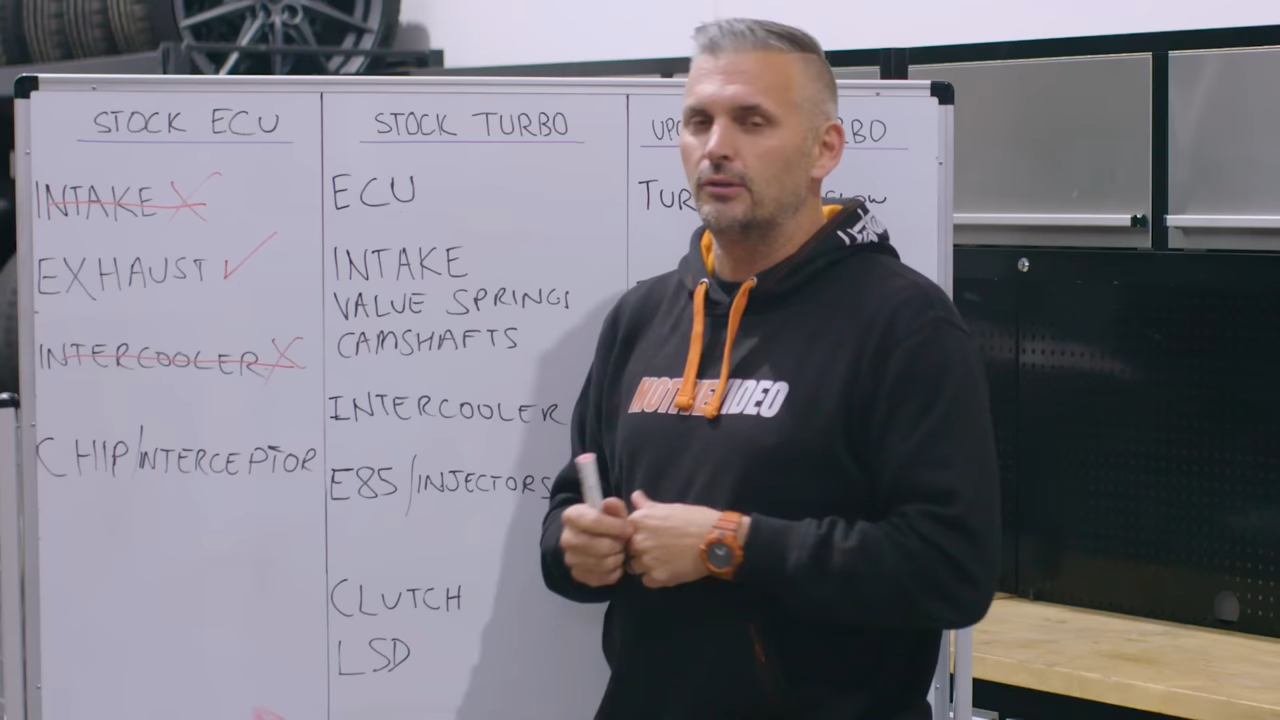 STOCK ECU
INTAKE X
EXHAUST ✓
INTERCOOLER X
CHIP/INTERCEPTOR
STOCK TURBO
ECU
INTAKE
VALUE SPRINGS
CAMSHAFTS
INTERCOOLER
E85/INJECTORS
CLUTCH
LSD